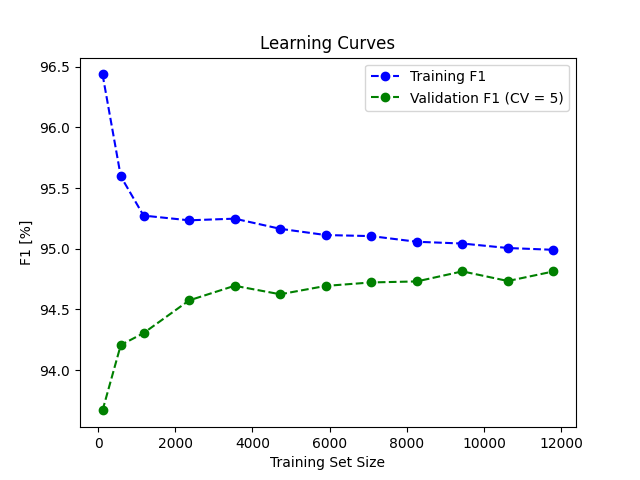 Learning Curves
Training F1
Validation F1 (CV = 5)
F1 [%]
96.5
96.0
95.5
95.0
94.5
94.0
0 2000 4000 6000 8000 10000 12000
Training Set Size